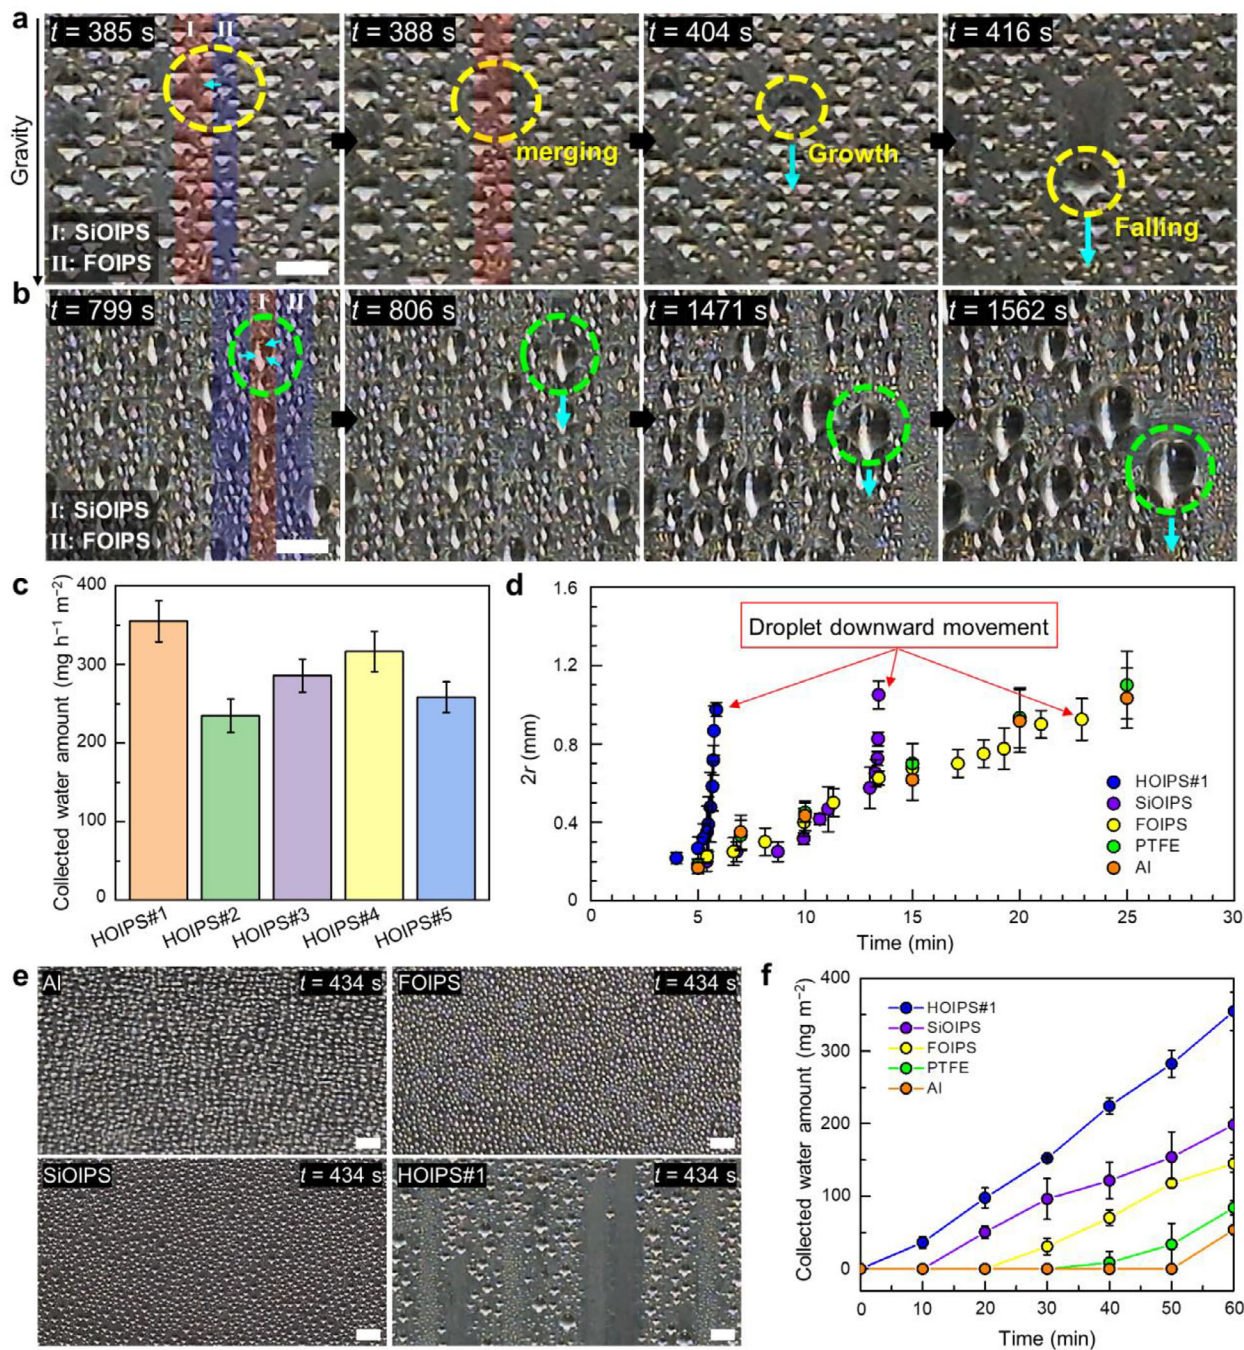 a
t = 385 s
I
II
t = 388 s
t = 404 s
t = 416 s
Gravity
merging
Growth
Falling
I: SiOIPS
II: FOIPS
b
t = 799 s
I
II
t = 806 s
t = 1471 s
t = 1562 s
I: SiOIPS
II: FOIPS
c
Collected water amount (mg h⁻¹ m⁻²)
400
300
200
100
0
HOIPS#1
HOIPS#2
HOIPS#3
HOIPS#4
HOIPS#5
d
2r (mm)
1.6
1.2
0.8
0.4
0
Droplet downward movement
HOIPS#1
SiOIPS
FOIPS
PTFE
Al
0
5
10
15
20
25
30
Time (min)
e
Al
t = 434 s
FOIPS
t = 434 s
SiOIPS
t = 434 s
HOIPS#1
t = 434 s
f
Collected water amount (mg m⁻²)
400
300
200
100
0
HOIPS#1
SiOIPS
FOIPS
PTFE
Al
0
10
20
30
40
50
60
Time (min)